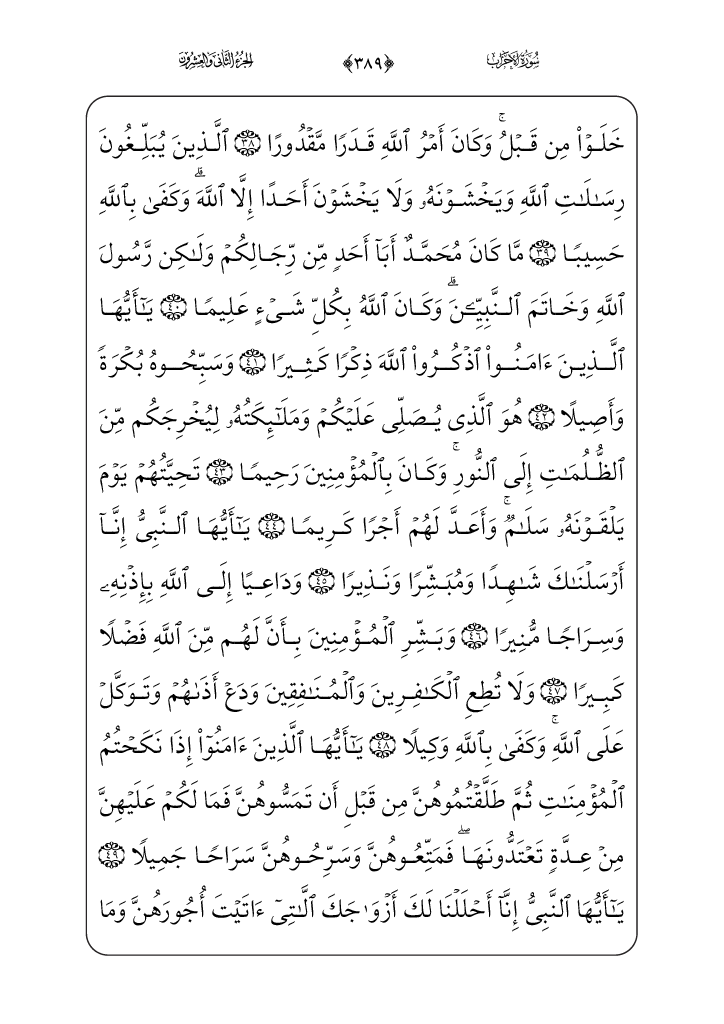 سُورَةُ الأَحْزَاب ﴿٣٨٩﴾ الجُزْءُ الثَّانِي وَالعِشْرُونَ
خَلَوۡاْ مِن قَبۡلُۚ وَكَانَ أَمۡرُ ٱللَّهِ قَدَرٗا مَّقۡدُورًا ٣٨ ٱلَّذِينَ يُبَلِّغُونَ
رِسَٰلَٰتِ ٱللَّهِ وَيَخۡشَوۡنَهُۥ وَلَا يَخۡشَوۡنَ أَحَدًا إِلَّا ٱللَّهَۗ وَكَفَىٰ بِٱللَّهِ
حَسِيبٗا ٣٩ مَّا كَانَ مُحَمَّدٌ أَبَآ أَحَدٖ مِّن رِّجَالِكُمۡ وَلَٰكِن رَّسُولَ
ٱللَّهِ وَخَاتَمَ ٱلنَّبِيِّـۧنَۗ وَكَانَ ٱللَّهُ بِكُلِّ شَيۡءٍ عَلِيمٗا ٤٠ يَٰٓأَيُّهَا
ٱلَّذِينَ ءَامَنُواْ ٱذۡكُرُواْ ٱللَّهَ ذِكۡرٗا كَثِيرٗا ٤١ وَسَبِّحُوهُ بُكۡرَةٗ
وَأَصِيلًا ٤٢ هُوَ ٱلَّذِي يُصَلِّي عَلَيۡكُمۡ وَمَلَٰٓئِكَتُهُۥ لِيُخۡرِجَكُم مِّنَ
ٱلظُّلُمَٰتِ إِلَى ٱلنُّورِۚ وَكَانَ بِٱلۡمُؤۡمِنِينَ رَحِيمٗا ٤٣ تَحِيَّتُهُمۡ يَوۡمَ
يَلۡقَوۡنَهُۥ سَلَٰمٞۚ وَأَعَدَّ لَهُمۡ أَجۡرٗا كَرِيمٗا ٤٤ يَٰٓأَيُّهَا ٱلنَّبِيُّ إِنَّآ
أَرۡسَلۡنَٰكَ شَٰهِدٗا وَمُبَشِّرٗا وَنَذِيرٗا ٤٥ وَدَاعِيًا إِلَى ٱللَّهِ بِإِذۡنِهِۦ
وَسِرَاجٗا مُّنِيرٗا ٤٦ وَبَشِّرِ ٱلۡمُؤۡمِنِينَ بِأَنَّ لَهُم مِّنَ ٱللَّهِ فَضۡلٗا
كَبِيرٗا ٤٧ وَلَا تُطِعِ ٱلۡكَٰفِرِينَ وَٱلۡمُنَٰفِقِينَ وَدَعۡ أَذَىٰهُمۡ وَتَوَكَّلۡ
عَلَى ٱللَّهِۚ وَكَفَىٰ بِٱللَّهِ وَكِيلٗا ٤٨ يَٰٓأَيُّهَا ٱلَّذِينَ ءَامَنُوٓاْ إِذَا نَكَحۡتُمُ
ٱلۡمُؤۡمِنَٰتِ ثُمَّ طَلَّقۡتُمُوهُنَّ مِن قَبۡلِ أَن تَمَسُّوهُنَّ فَمَا لَكُمۡ عَلَيۡهِنَّ
مِنۡ عِدَّةٖ تَعۡتَدُّونَهَاۖ فَمَتِّعُوهُنَّ وَسَرِّحُوهُنَّ سَرَاحٗا جَمِيلٗا ٤٩
يَٰٓأَيُّهَا ٱلنَّبِيُّ إِنَّآ أَحۡلَلۡنَا لَكَ أَزۡوَٰجَكَ ٱلَّٰتِيٓ ءَاتَيۡتَ أُجُورَهُنَّ وَمَا